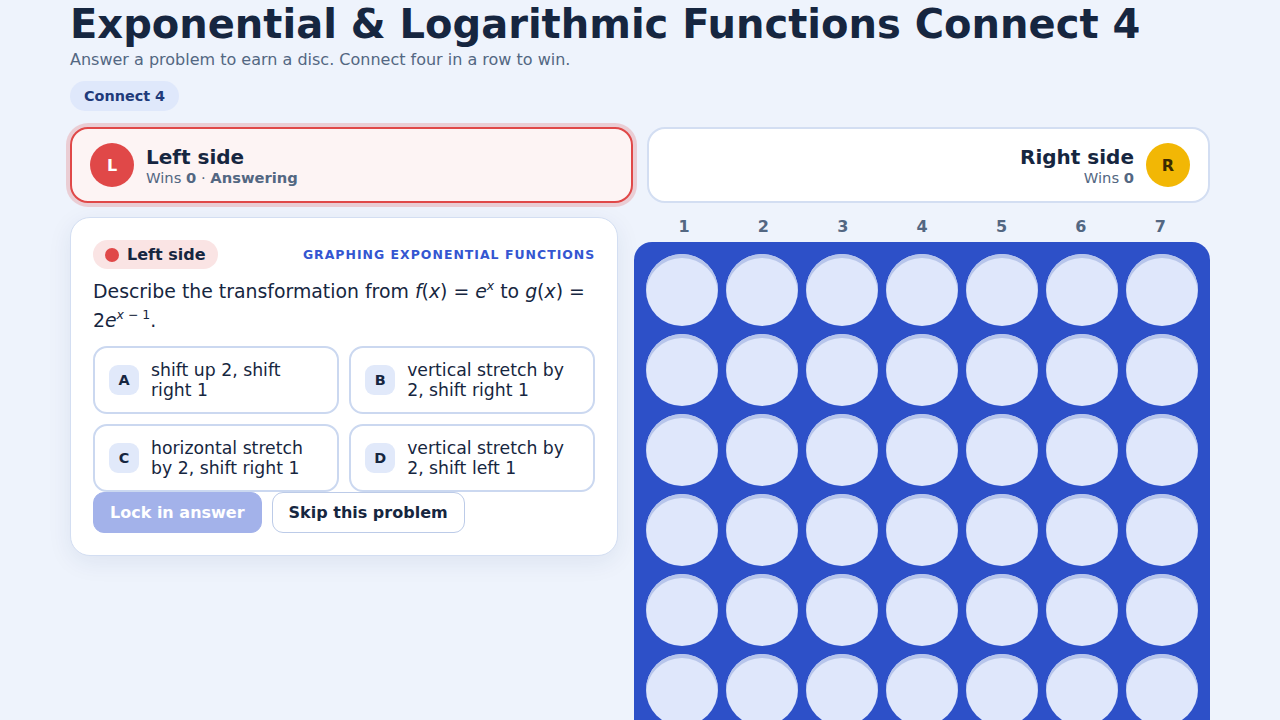 Exponential & Logarithmic Functions Connect 4
Answer a problem to earn a disc. Connect four in a row to win.
Connect 4
L
Left side
Wins 0 · Answering
Right side
Wins 0
R
Left side
GRAPHING EXPONENTIAL FUNCTIONS
Describe the transformation from f(x) = e^x to g(x) =
2e^{x − 1}.
A
shift up 2, shift
right 1
B
vertical stretch by
2, shift right 1
C
horizontal stretch
by 2, shift right 1
D
vertical stretch by
2, shift left 1
Lock in answer
Skip this problem
1 2 3 4 5 6 7